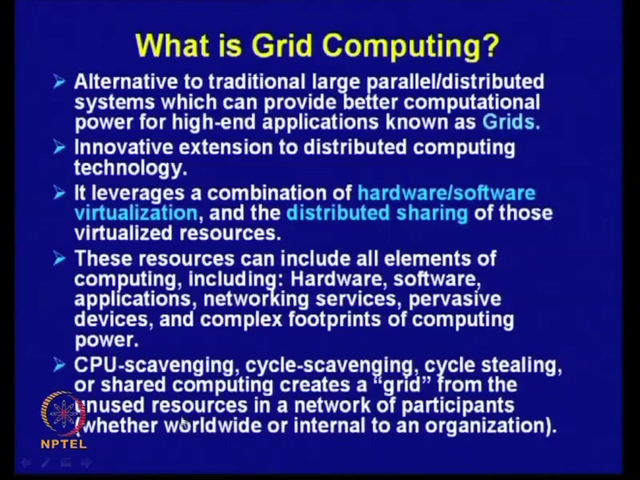 What is Grid Computing?
Alternative to traditional large parallel/distributed
systems which can provide better computational
power for high-end applications known as Grids.
Innovative extension to distributed computing
technology.
It leverages a combination of hardware/software
virtualization, and the distributed sharing of those
virtualized resources.
These resources can include all elements of
computing, including: Hardware, software,
applications, networking services, pervasive
devices, and complex footprints of computing
power.
CPU-scavenging, cycle-scavenging, cycle stealing,
or shared computing creates a “grid” from the
unused resources in a network of participants
(whether worldwide or internal to an organization).
NPTEL